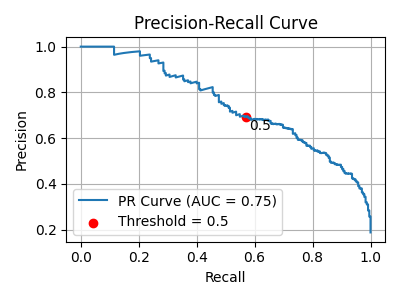 Precision-Recall Curve
Precision
1.0
0.8
0.6
0.4
0.2
0.5
PR Curve (AUC = 0.75)
Threshold = 0.5
0.0 0.2 0.4 0.6 0.8 1.0
Recall